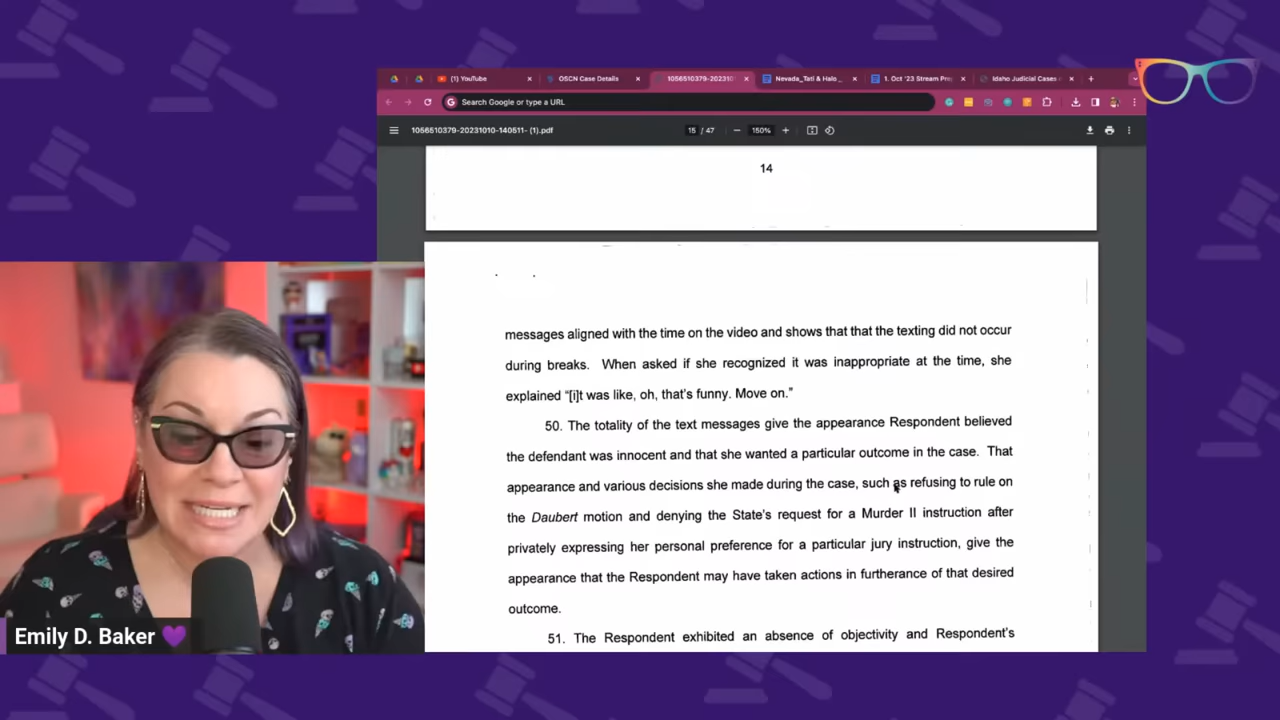 (1) YouTube
OSCN Case Details
1056510379-202310
Nevada_Tati & Halo _
1. Oct '23 Stream Pre
Idaho Judicial Cases
Search Google or type a URL
1056510379-20231010-140511- (1).pdf
15 / 47
150%
14
messages aligned with the time on the video and shows that that the texting did not occur
during breaks. When asked if she recognized it was inappropriate at the time, she
explained “[i]t was like, oh, that's funny. Move on.”
50. The totality of the text messages give the appearance Respondent believed
the defendant was innocent and that she wanted a particular outcome in the case. That
appearance and various decisions she made during the case, such as refusing to rule on
the Daubert motion and denying the State's request for a Murder II instruction after
privately expressing her personal preference for a particular jury instruction, give the
appearance that the Respondent may have taken actions in furtherance of that desired
outcome.
51. The Respondent exhibited an absence of objectivity and Respondent's
Emily D. Baker